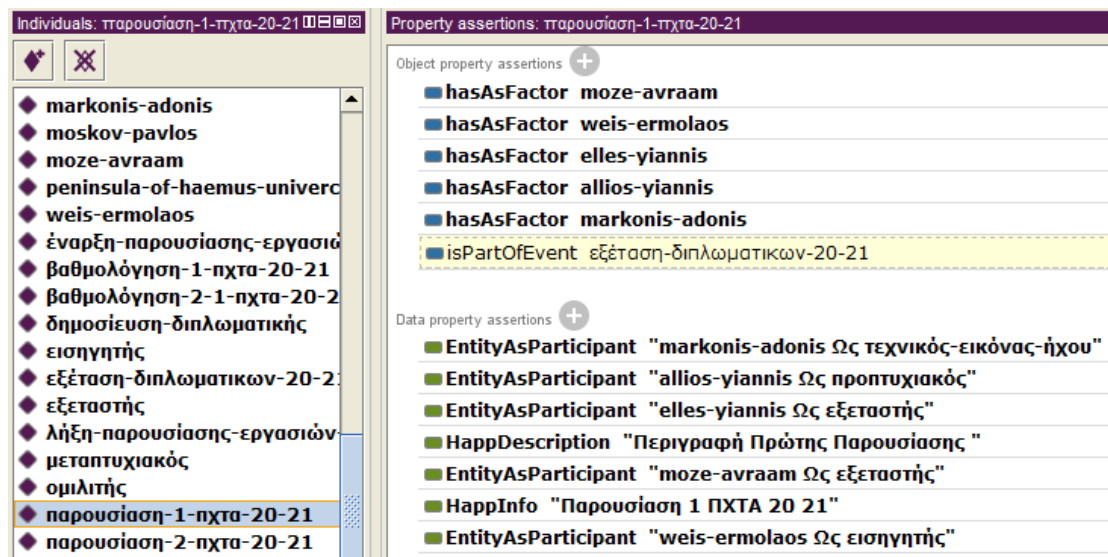 Individuals: παρουσίαση-1-πχτα-20-21
markonis-adonis
moskov-pavlos
moze-avraam
peninsula-of-haemus-univerc
weis-ermolaos
έναρξη-παρουσίασης-εργασιώ
βαθμολόγηση-1-πχτα-20-21
βαθμολόγηση-2-1-πχτα-20-2
δημοσίευση-διπλωματικής
εισηγητής
εξέταση-διπλωματικων-20-21
εξεταστής
λήξη-παρουσίασης-εργασιών-
μεταπτυχιακός
ομιλιτής
παρουσίαση-1-πχτα-20-21
παρουσίαση-2-πχτα-20-21
Property assertions: παρουσίαση-1-πχτα-20-21
Object property assertions
hasAsFactor moze-avraam
hasAsFactor weis-ermolaos
hasAsFactor elles-yiannis
hasAsFactor allios-yiannis
hasAsFactor markonis-adonis
isPartOfEvent εξέταση-διπλωματικων-20-21
Data property assertions
EntityAsParticipant "markonis-adonis Ως τεχνικός-εικόνας-ήχου"
EntityAsParticipant "allios-yiannis Ως προπτυχιακός"
EntityAsParticipant "elles-yiannis Ως εξεταστής"
HappDescription "Περιγραφή Πρώτης Παρουσίασης "
EntityAsParticipant "moze-avraam Ως εξεταστής"
HappInfo "Παρουσίαση 1 ΠΧΤΑ 20 21"
EntityAsParticipant "weis-ermolaos Ως εισηγητής"